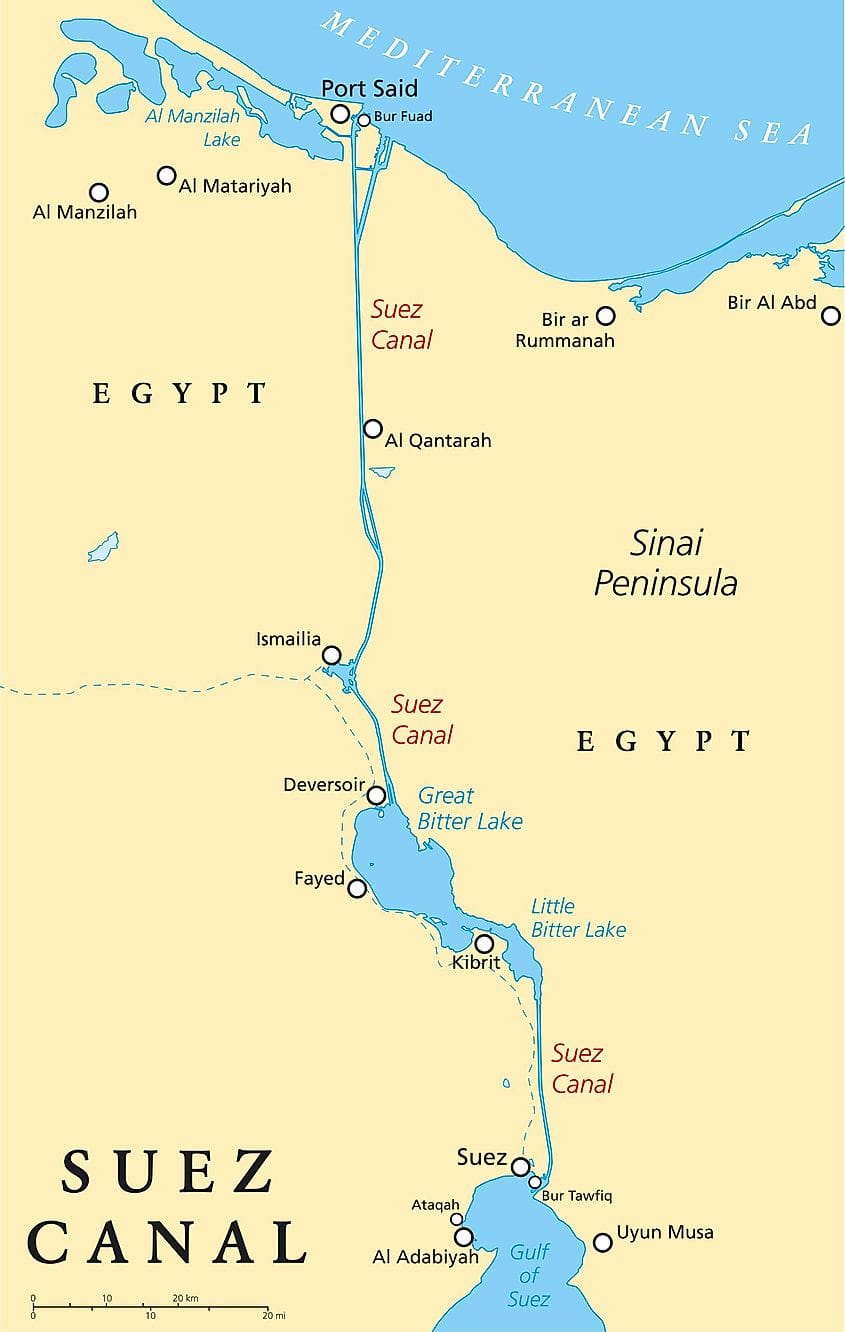 MEDITERRANEAN SEA
Port Said
Bur Fuad
Al Manzilah
Lake
Al Matariyah
Al Manzilah
Suez
Canal
Bir ar
Rummanah
Bir Al Abd
EGYPT
Al Qantarah
Sinai
Peninsula
Ismailia
Suez
Canal
EGYPT
Deversoir
Great
Bitter Lake
Fayed
Little
Bitter Lake
Kibrit
Suez
Canal
Suez
Bur Tawfiq
Ataqah
Al Adabiyah
Uyun Musa
Gulf
of
Suez
SUEZ
CANAL
0 10 20 km
0 10 20 mi